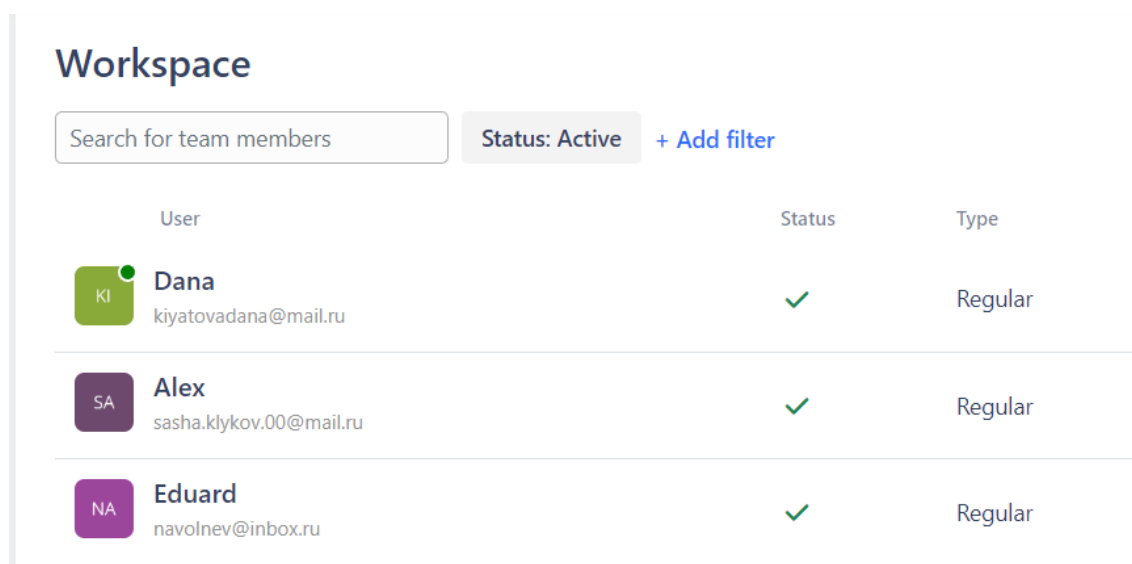 Workspace
Search for team members Status: Active + Add filter
User Status Type
KI Dana
kiyatovadana@mail.ru
Regular
SA Alex
sasha.klykov.00@mail.ru
Regular
NA Eduard
navolnev@inbox.ru
Regular